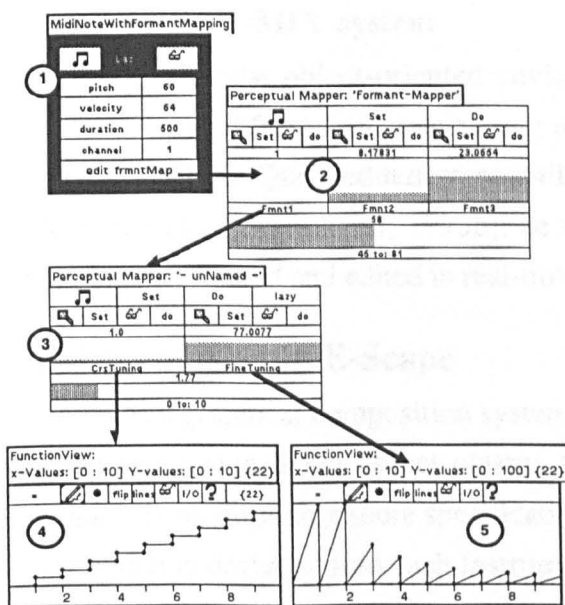 MidiNoteWithFormantMapping
1
pitch 60
velocity 64
duration 500
channel 1
edit frmntMap
Perceptual Mapper: 'Formant-Mapper'
Set Do
Set do Set do Set do
1 8.17831 23.0664
2
Fmnt1 Fmnt2 Fmnt3
58
45 to: 81
Perceptual Mapper: '- unNamed -'
Set Do lazy
Set do Set do
1.0 77.0077
3
CrsTuning FineTuning
1.77
0 to: 10
FunctionView:
x-Values: [0 : 10] Y-values: [0 : 10] {22}
- flip lines I/O ? {22}
4
2 4 6 8
FunctionView:
x-Values: [0 : 10] Y-values: [0 : 100] {22}
- flip lines I/O ? {22}
5
2 4 6 8